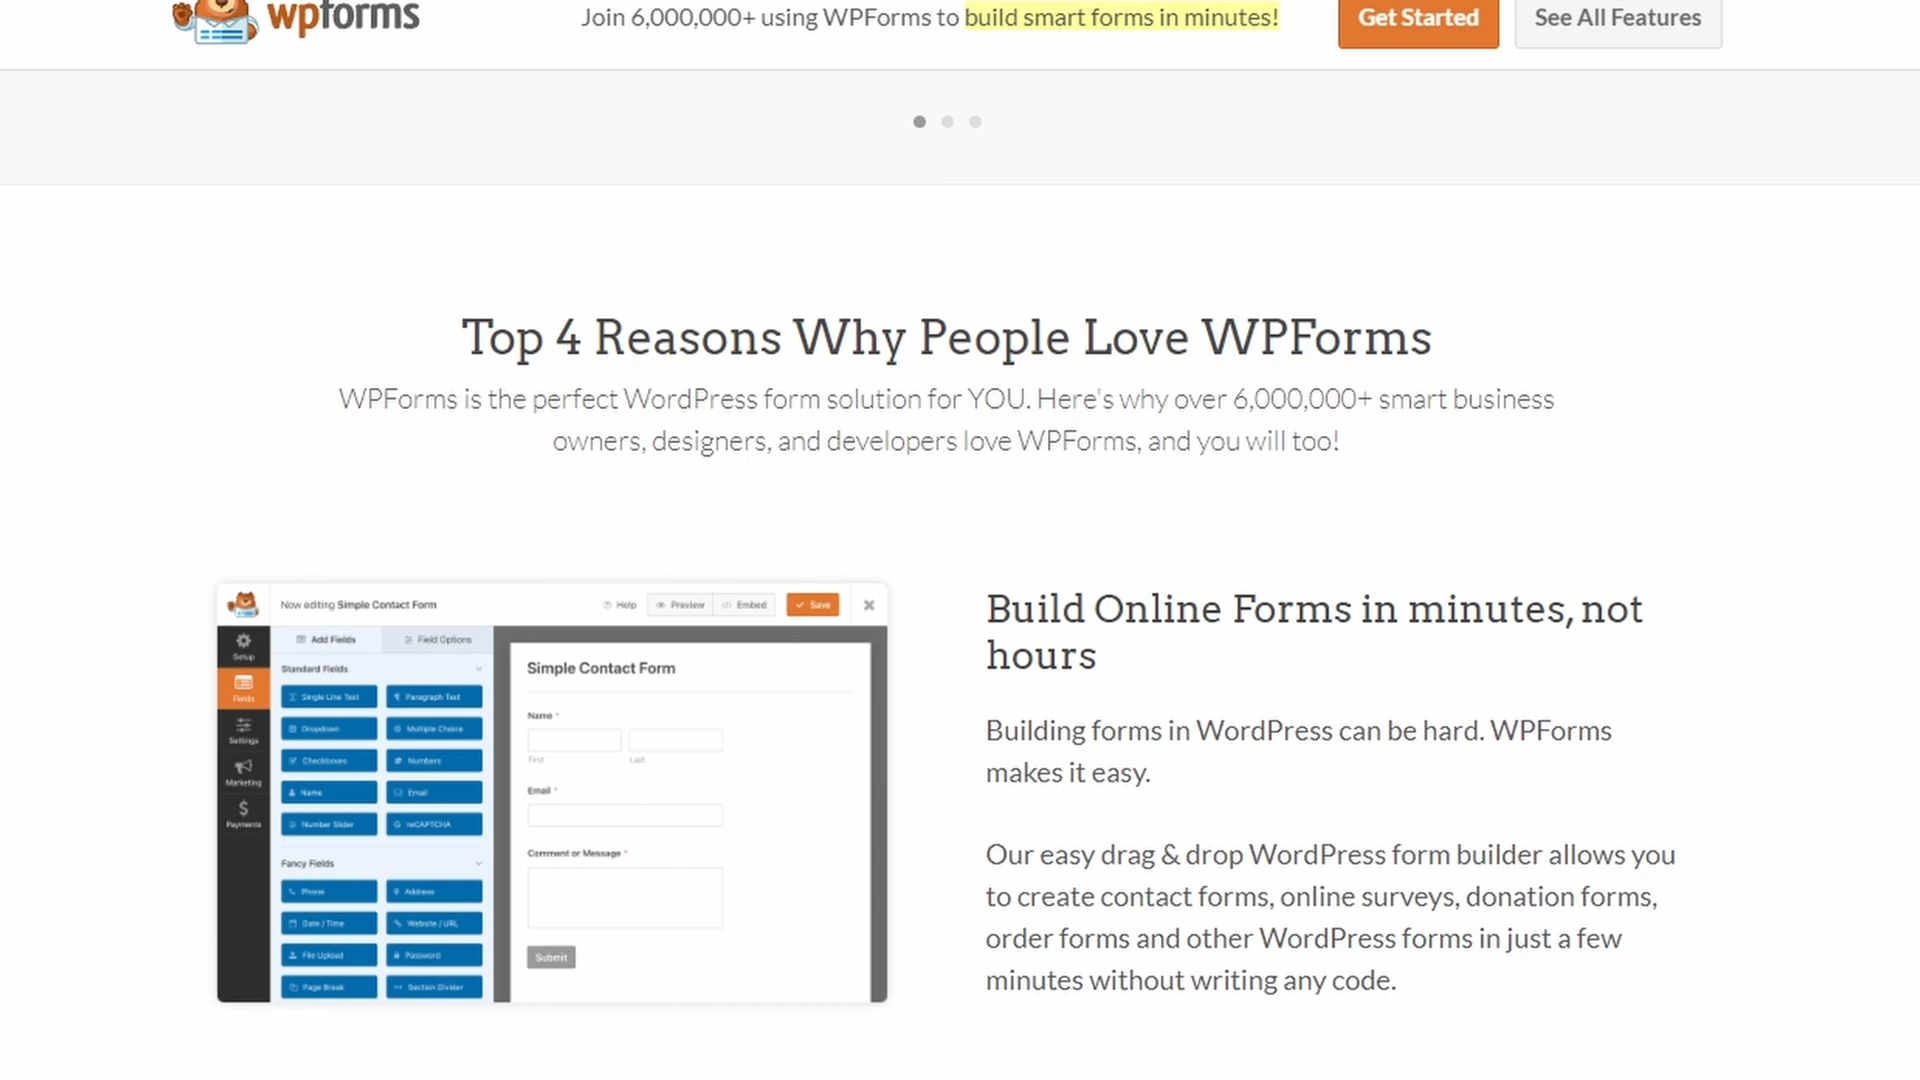 wpforms
Join 6,000,000+ using WPForms to build smart forms in minutes!
Get Started
See All Features
Top 4 Reasons Why People Love WPForms
WPForms is the perfect WordPress form solution for YOU. Here's why over 6,000,000+ smart business
owners, designers, and developers love WPForms, and you will too!
Now editing Simple Contact Form
Help
Preview
Embed
Save
Setup
Fields
Settings
Marketing
Payments
Add Fields
Field Options
Standard Fields
Single Line Text
Paragraph Text
Dropdown
Multiple Choice
Checkboxes
Numbers
Name
Email
Number Slider
reCAPTCHA
Fancy Fields
Phone
Address
Date / Time
Website / URL
File Upload
Password
Page Break
Section Divider
Simple Contact Form
Name *
First
Last
Email *
Comment or Message *
Submit
Build Online Forms in minutes, not
hours
Building forms in WordPress can be hard. WPForms
makes it easy.
Our easy drag & drop WordPress form builder allows you
to create contact forms, online surveys, donation forms,
order forms and other WordPress forms in just a few
minutes without writing any code.